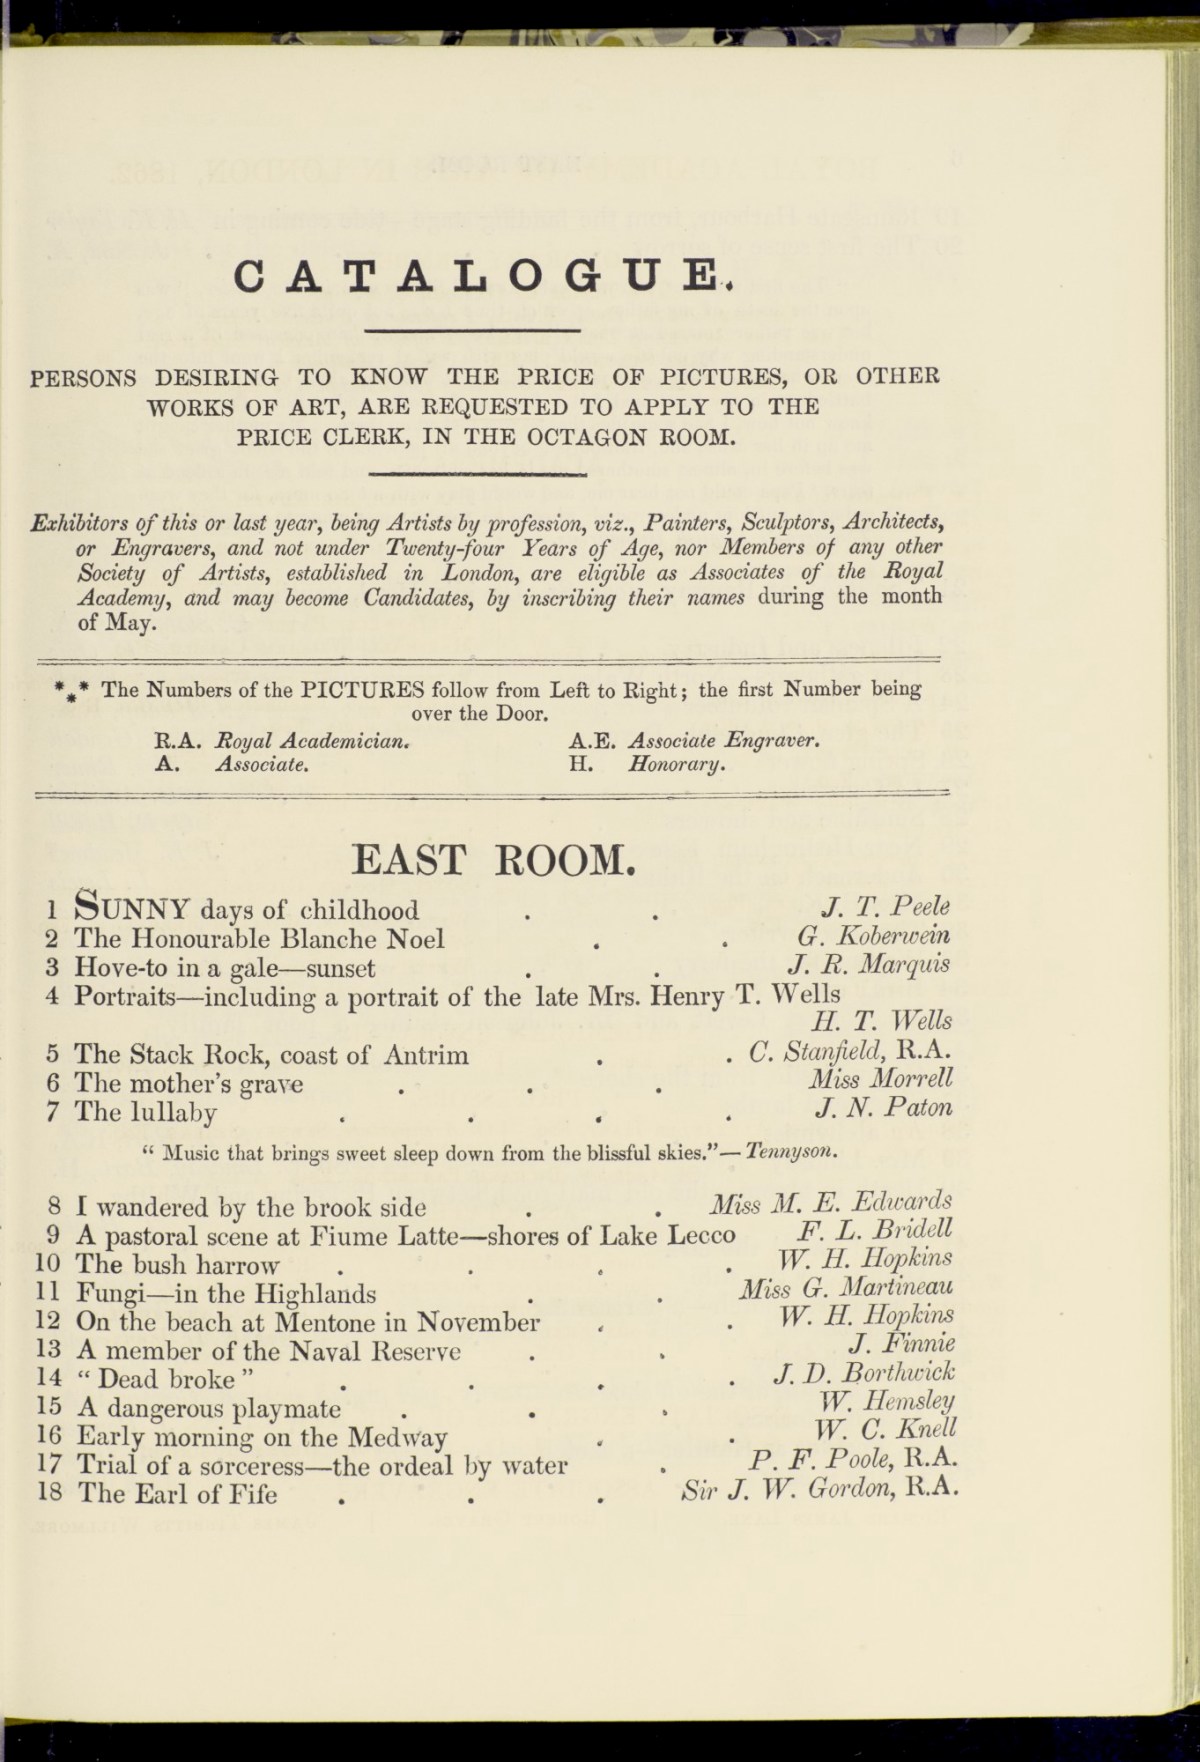 CATALOGUE.
PERSONS DESIRING TO KNOW THE PRICE OF PICTURES, OR OTHER
WORKS OF ART, ARE REQUESTED TO APPLY TO THE
PRICE CLERK, IN THE OCTAGON ROOM.
Exhibitors of this or last year, being Artists by profession, viz., Painters, Sculptors, Architects,
or Engravers, and not under Twenty-four Years of Age, nor Members of any other
Society of Artists, established in London, are eligible as Associates of the Royal
Academy, and may become Candidates, by inscribing their names during the month
of May.
*⁎* The Numbers of the PICTURES follow from Left to Right; the first Number being
over the Door.
R.A. Royal Academician. A.E. Associate Engraver.
A. Associate. H. Honorary.
EAST ROOM.
1 SUNNY days of childhood . . J. T. Peele
2 The Honourable Blanche Noel . . G. Koberwein
3 Hove-to in a gale—sunset . . J. R. Marquis
4 Portraits—including a portrait of the late Mrs. Henry T. Wells
H. T. Wells
5 The Stack Rock, coast of Antrim . . C. Stanfield, R.A.
6 The mother's grave . . . Miss Morrell
7 The lullaby . . . . J. N. Paton
" Music that brings sweet sleep down from the blissful skies."—Tennyson.
8 I wandered by the brook side . . Miss M. E. Edwards
9 A pastoral scene at Fiume Latte—shores of Lake Lecco F. L. Bridell
10 The bush harrow . . . . W. H. Hopkins
11 Fungi—in the Highlands . . Miss G. Martineau
12 On the beach at Mentone in November . . W. H. Hopkins
13 A member of the Naval Reserve . . J. Finnie
14 " Dead broke " . . . . J. D. Borthwick
15 A dangerous playmate . . . W. Hemsley
16 Early morning on the Medway . . W. C. Knell
17 Trial of a sorceress—the ordeal by water . P. F. Poole, R.A.
18 The Earl of Fife . . . Sir J. W. Gordon, R.A.